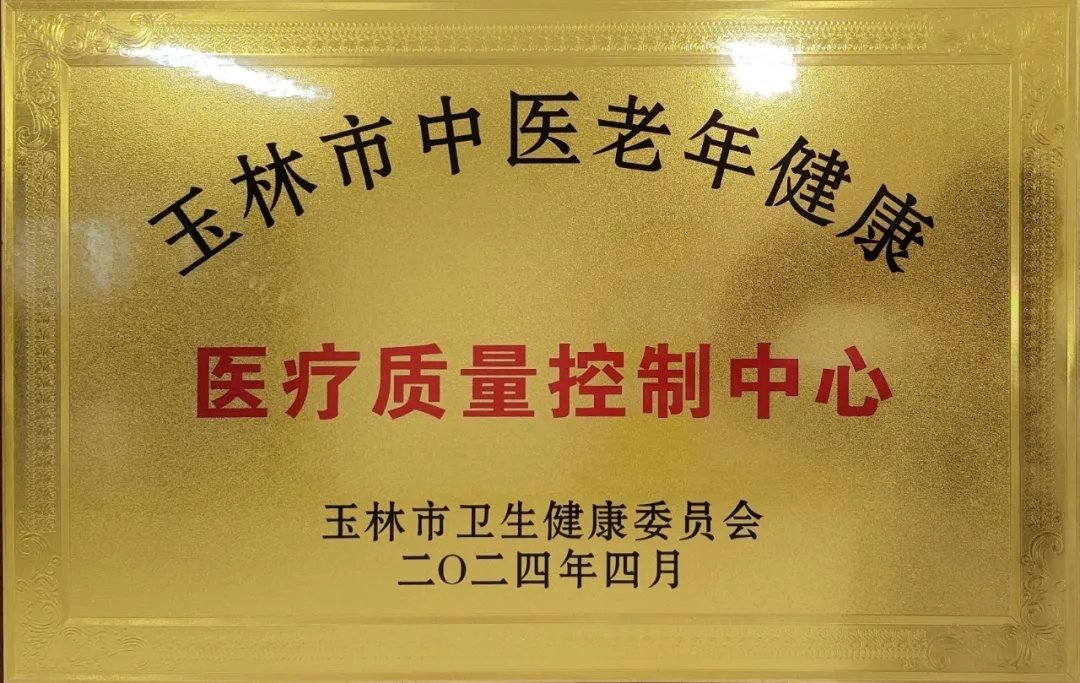 玉林市中医老年健康
医疗质量控制中心
玉林市卫生健康委员会
二〇二四年四月